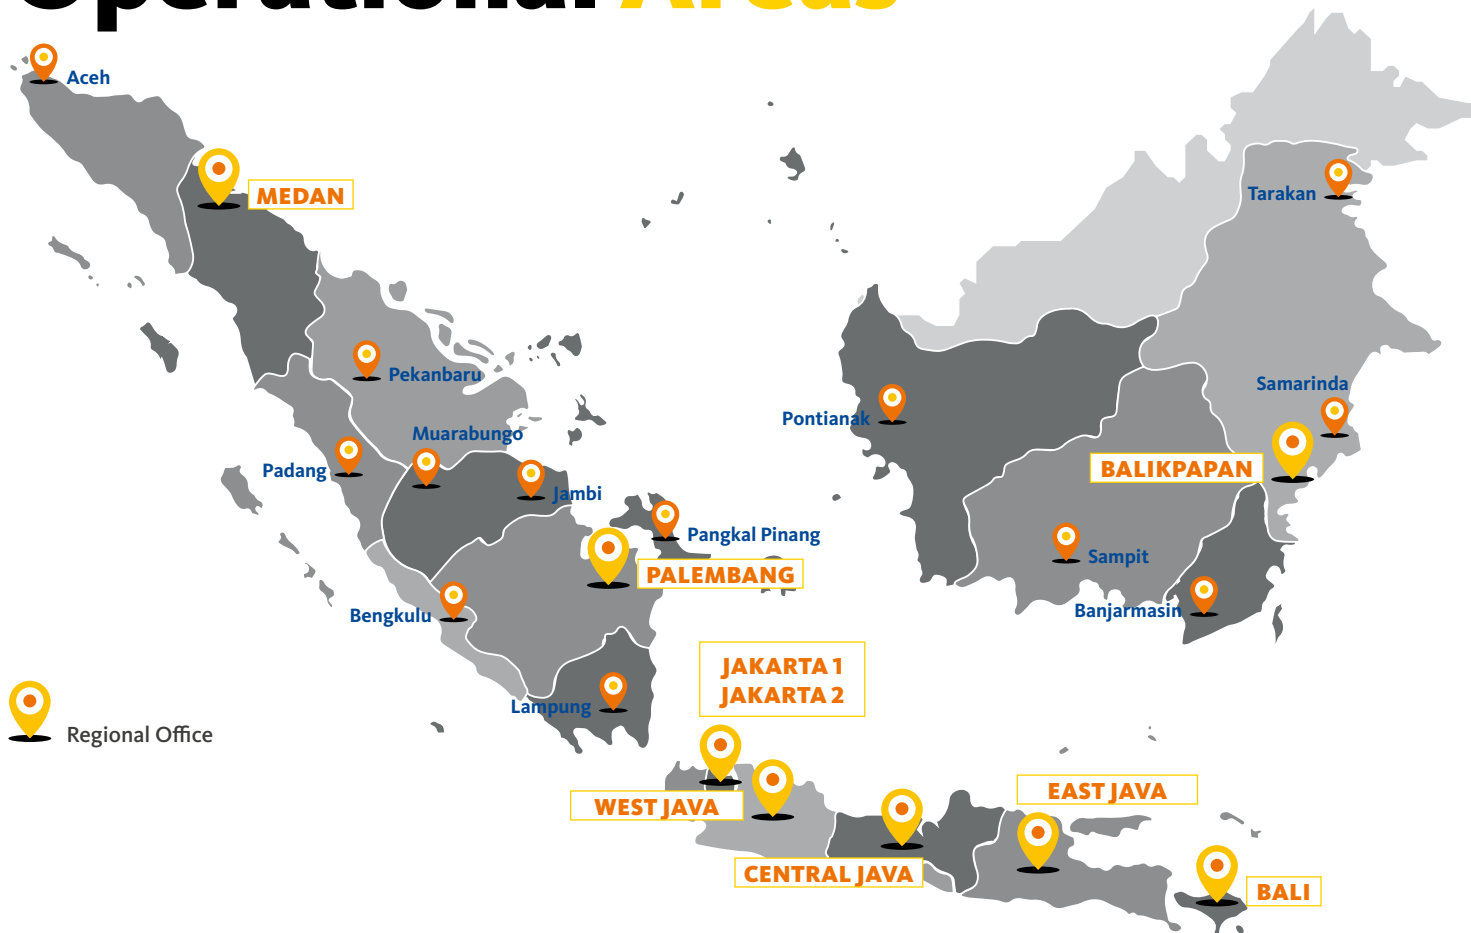 Operational Areas
Aceh
MEDAN
Tarakan
Pekanbaru
Samarinda
Pontianak
Muarabungo
Padang
BALIKPAPAN
Jambi
Pangkal Pinang
Sampit
PALEMBANG
Bengkulu
Banjarmasin
JAKARTA 1
JAKARTA 2
Lampung
Regional Office
EAST JAVA
WEST JAVA
CENTRAL JAVA
BALI